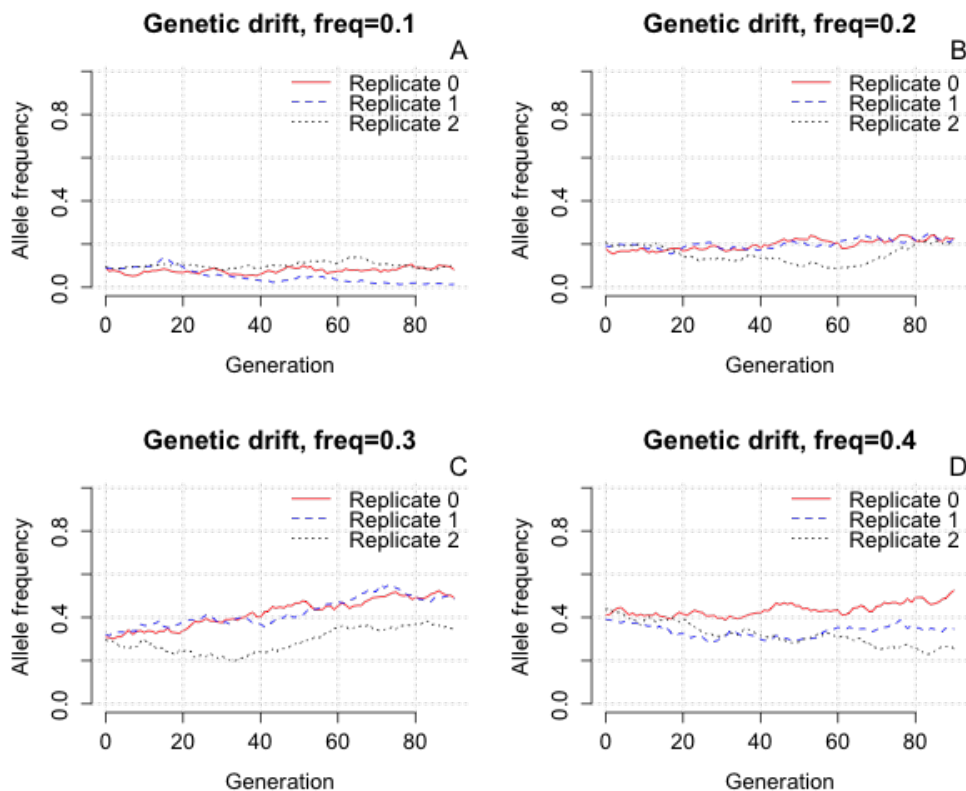 Genetic drift, freq=0.1
A
Replicate 0
Replicate 1
Replicate 2
Allele frequency
0.0 0.4 0.8
0 20 40 60 80
Generation
Genetic drift, freq=0.2
B
Replicate 0
Replicate 1
Replicate 2
Allele frequency
0.0 0.4 0.8
0 20 40 60 80
Generation
Genetic drift, freq=0.3
C
Replicate 0
Replicate 1
Replicate 2
Allele frequency
0.0 0.4 0.8
0 20 40 60 80
Generation
Genetic drift, freq=0.4
D
Replicate 0
Replicate 1
Replicate 2
Allele frequency
0.0 0.4 0.8
0 20 40 60 80
Generation